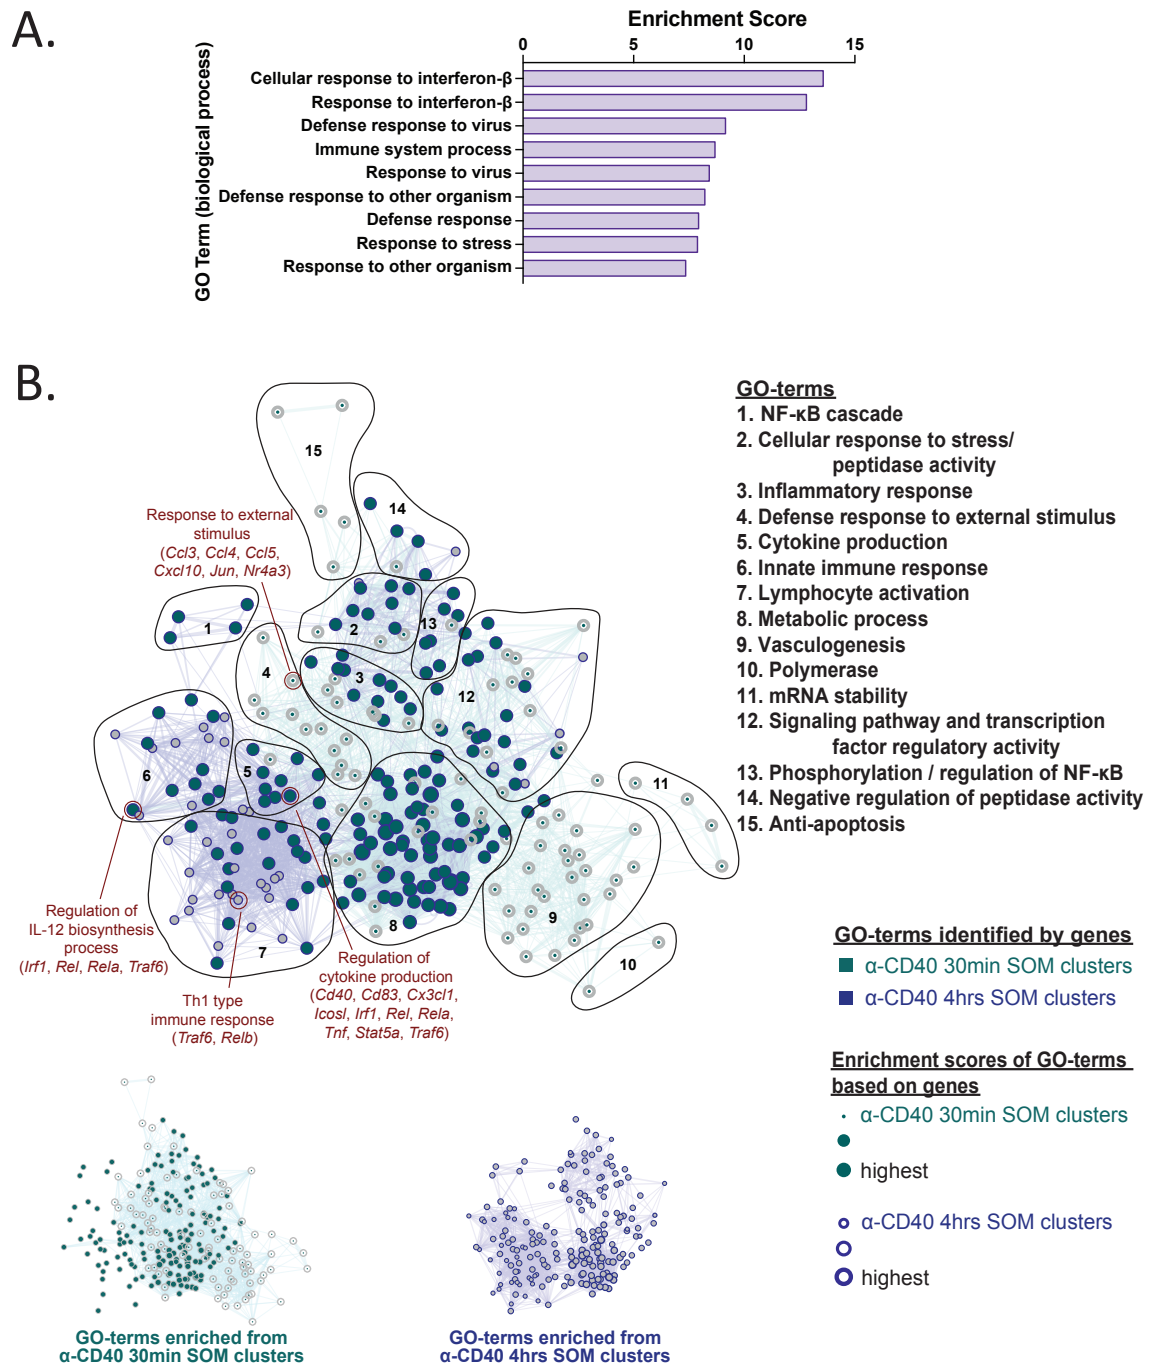 A.
Enrichment Score
0 5 10 15
GO Term (biological process)
Cellular response to interferon-β
Response to interferon-β
Defense response to virus
Immune system process
Response to virus
Defense response to other organism
Defense response
Response to stress
Response to other organism
B.
GO-terms
1. NF-κB cascade
2. Cellular response to stress/
peptidase activity
3. Inflammatory response
4. Defense response to external stimulus
5. Cytokine production
6. Innate immune response
7. Lymphocyte activation
8. Metabolic process
9. Vasculogenesis
10. Polymerase
11. mRNA stability
12. Signaling pathway and transcription
factor regulatory activity
13. Phosphorylation / regulation of NF-κB
14. Negative regulation of peptidase activity
15. Anti-apoptosis
15
14
Response to external
stimulus
(Ccl3, Ccl4, Ccl5,
Cxcl10, Jun, Nr4a3)
1
2
13
4
3
12
6
5
11
Regulation of
IL-12 biosynthesis
process
(Irf1, Rel, Rela, Traf6)
7
8
9
10
Th1 type
immune response
(Traf6, Relb)
Regulation of
cytokine production
(Cd40, Cd83, Cx3cl1,
Icosl, Irf1, Rel, Rela,
Tnf, Stat5a, Traf6)
GO-terms identified by genes
α-CD40 30min SOM clusters
α-CD40 4hrs SOM clusters
Enrichment scores of GO-terms
based on genes
α-CD40 30min SOM clusters
highest
α-CD40 4hrs SOM clusters
highest
GO-terms enriched from
α-CD40 30min SOM clusters
GO-terms enriched from
α-CD40 4hrs SOM clusters